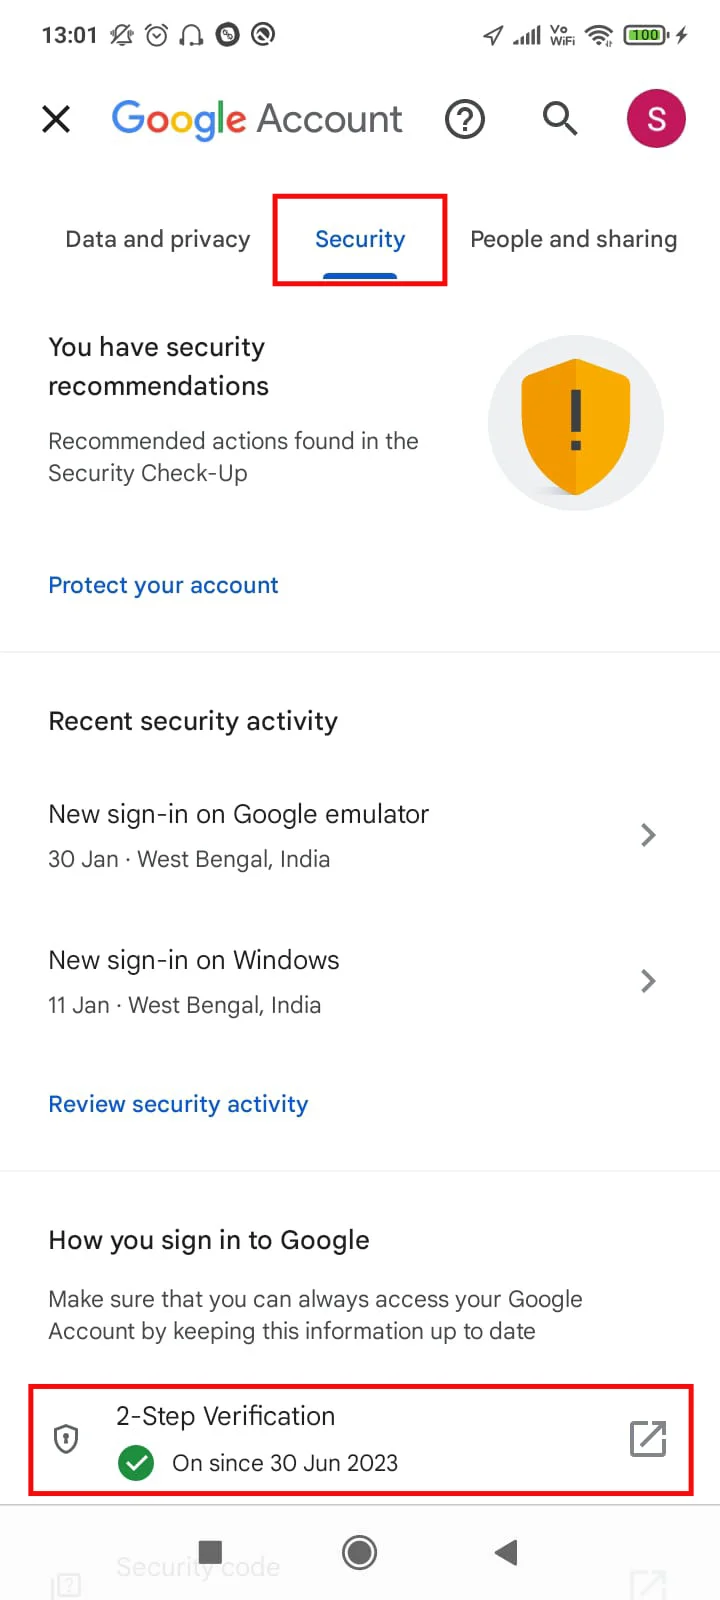 13:01 Vo WiFi 100
Google Account ? S
Data and privacy Security People and sharing
You have security
recommendations
Recommended actions found in the
Security Check-Up
Protect your account
Recent security activity
New sign-in on Google emulator
30 Jan · West Bengal, India
New sign-in on Windows
11 Jan · West Bengal, India
Review security activity
How you sign in to Google
Make sure that you can always access your Google
Account by keeping this information up to date
2-Step Verification
On since 30 Jun 2023
Security code